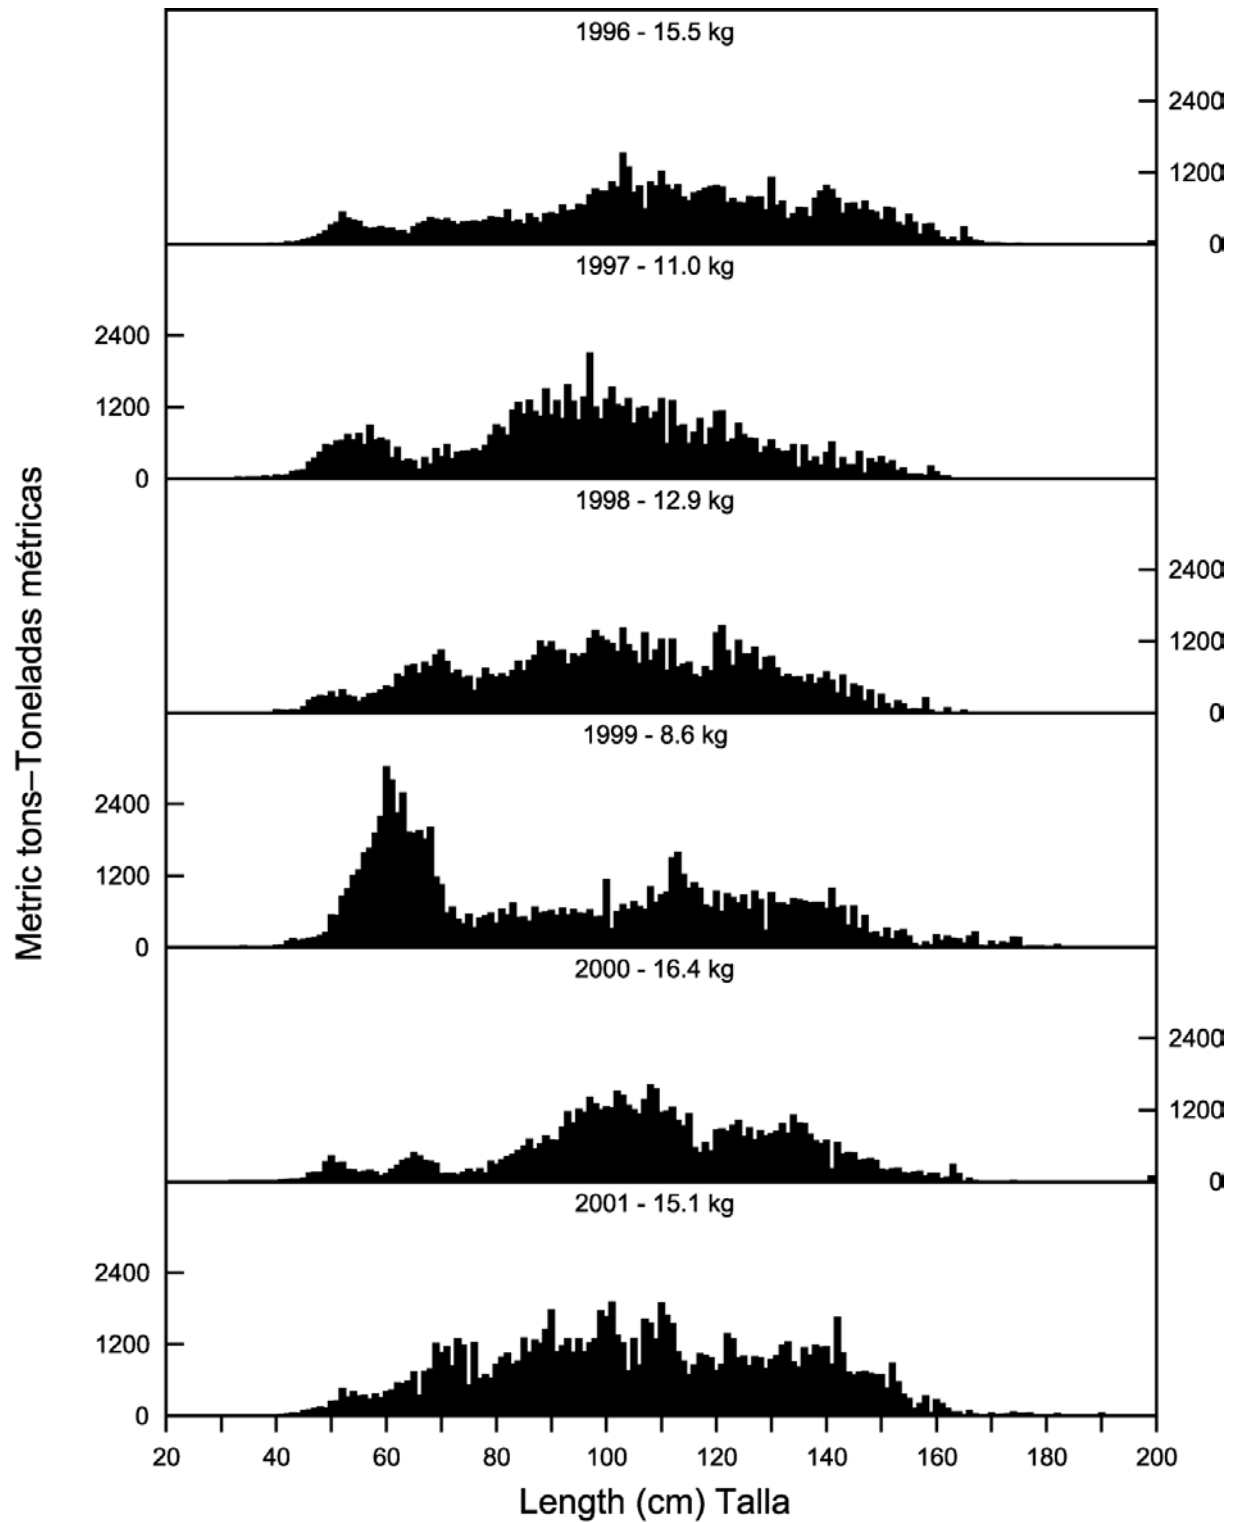 1996 - 15.5 kg
2400
1200
0
1997 - 11.0 kg
2400
1200
0
1998 - 12.9 kg
2400
1200
0
1999 - 8.6 kg
2400
1200
0
2000 - 16.4 kg
2400
1200
0
2001 - 15.1 kg
2400
1200
0
Metric tons–Toneladas métricas
20 40 60 80 100 120 140 160 180 200
Length (cm) Talla